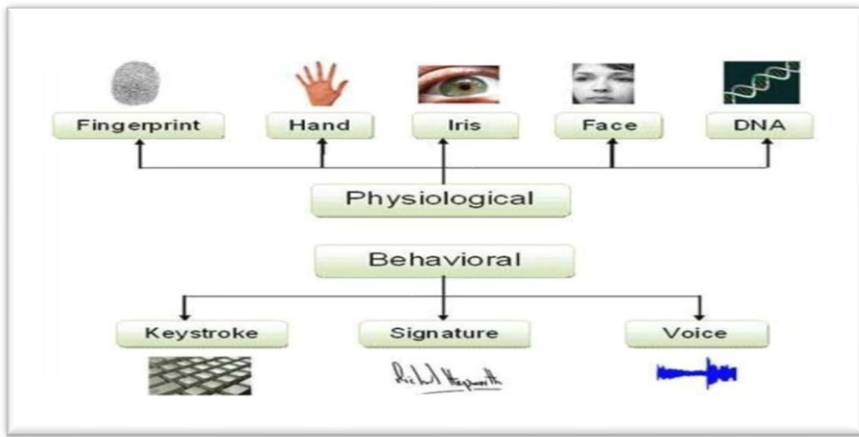 Fingerprint
Hand
Iris
Face
DNA
Physiological
Behavioral
Keystroke
Signature
Voice